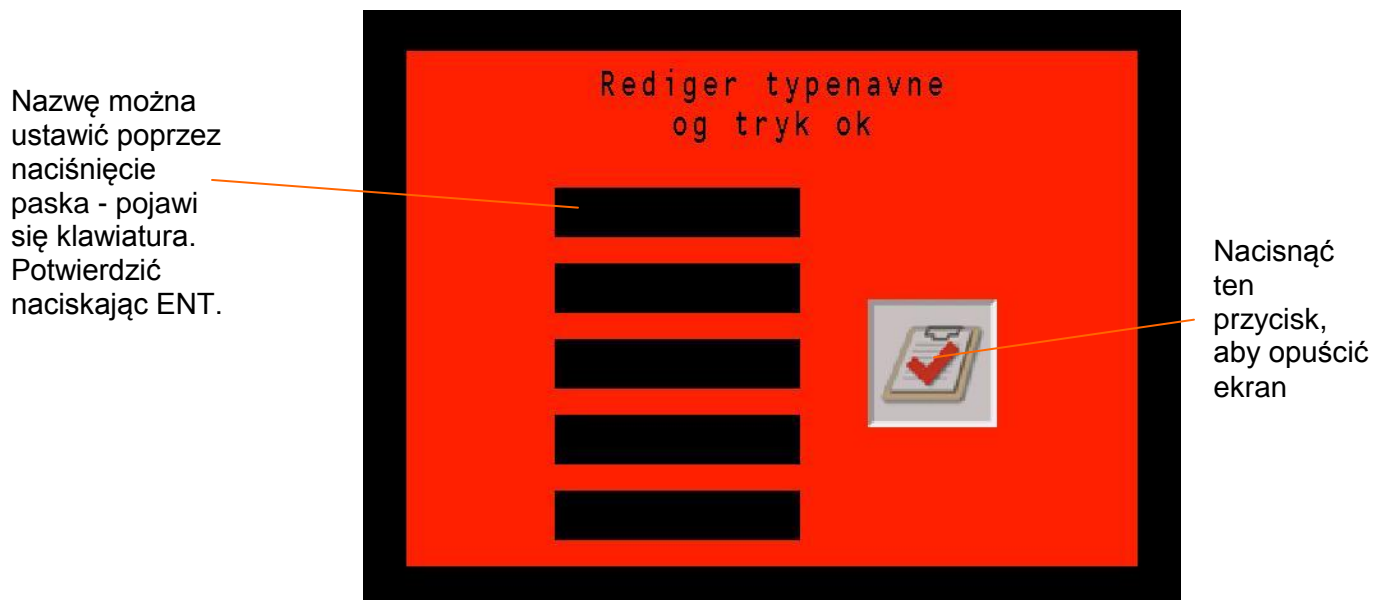 Nazwę można
ustawić poprzez
naciśnięcie
paska - pojawi
się klawiatura.
Potwierdzić
naciskając ENT.
Rediger typenavne
og tryk ok
Nacisnąć
ten
przycisk,
aby opuścić
ekran